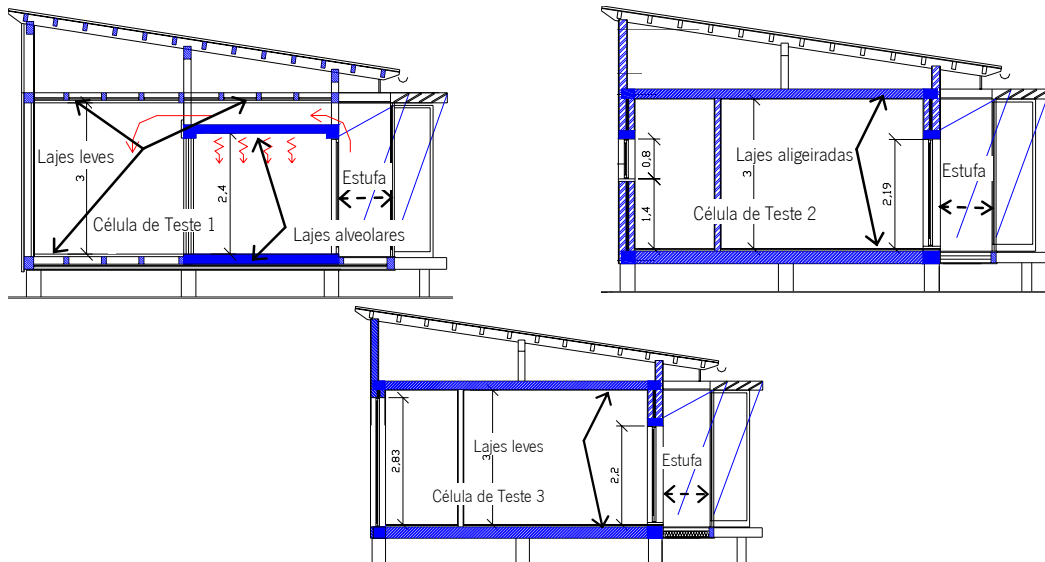 Lajes leves
3
2,4
Estufa
Célula de Teste 1
Lajes alveolares
0,8
Lajes aligeiradas
3
Estufa
1,4
Célula de Teste 2
2,19
Lajes leves
3
2,83
2,2
Estufa
Célula de Teste 3